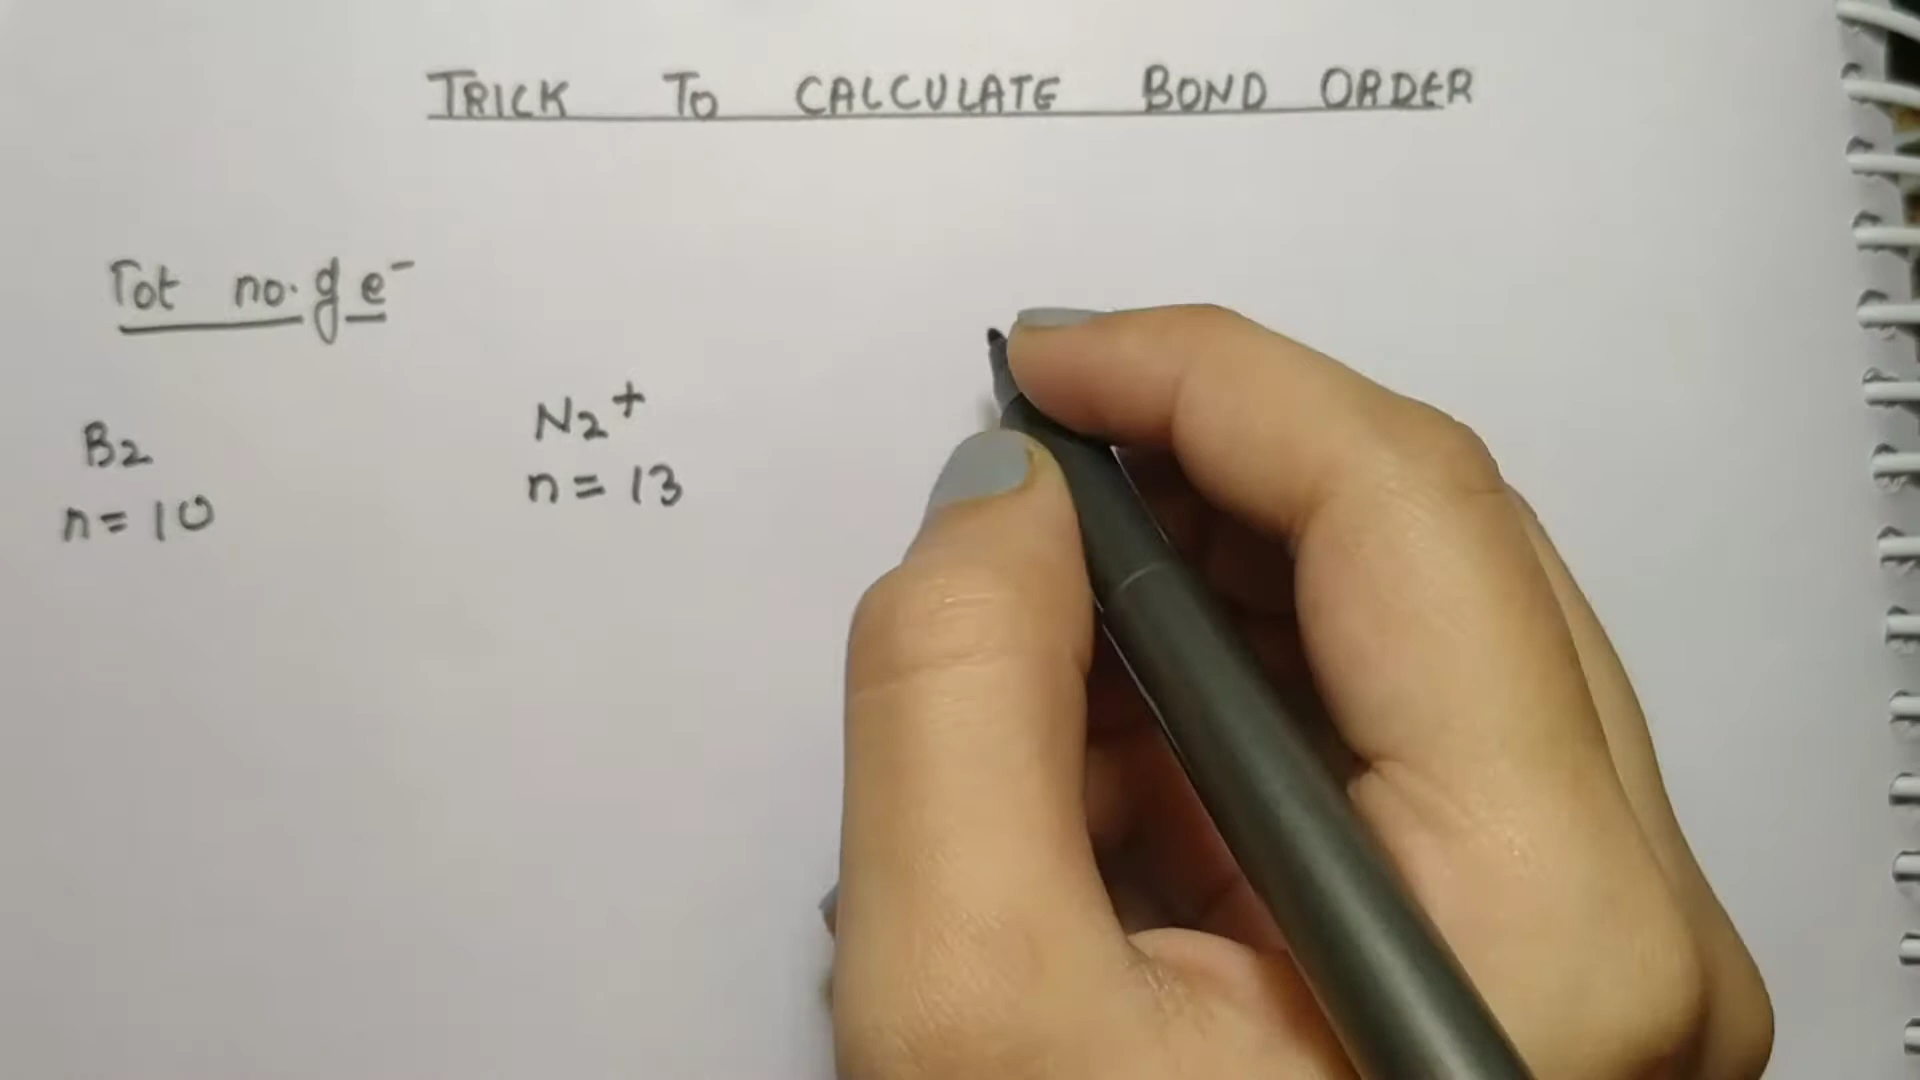 TRICK TO CALCULATE BOND ORDER
Tot no. of e⁻
B₂
n = 10
N₂⁺
n = 13